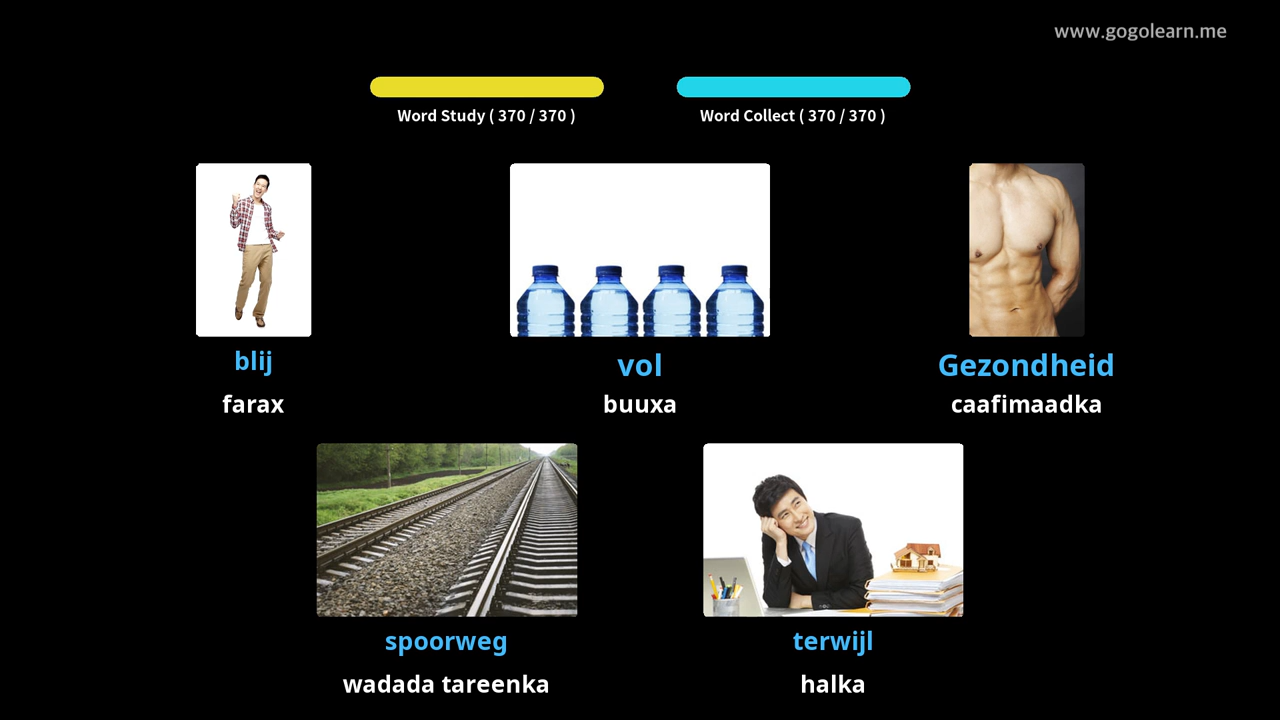 www.gogolearn.me
Word Study ( 370 / 370 )
Word Collect ( 370 / 370 )
blij
farax
vol
buuxa
Gezondheid
caafimaadka
spoorweg
wadada tareenka
terwijl
halka